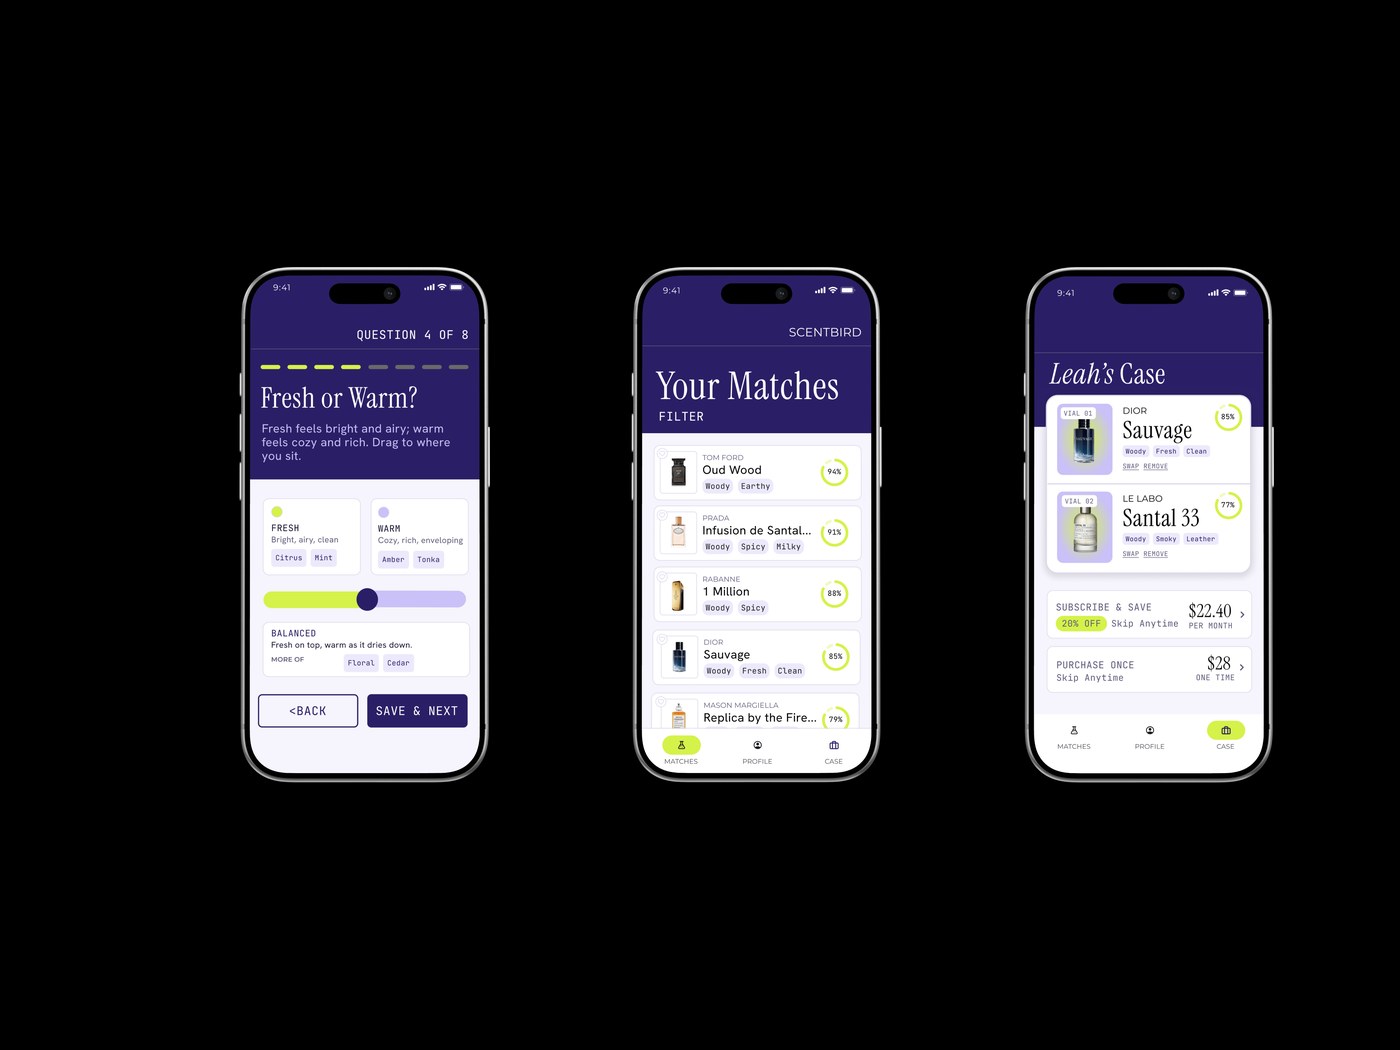 9:41
QUESTION 4 OF 8
Fresh or Warm?
Fresh feels bright and airy; warm
feels cozy and rich. Drag to where
you sit.
FRESH
Bright, airy, clean
Citrus Mint
WARM
Cozy, rich, enveloping
Amber Tonka
BALANCED
Fresh on top, warm as it dries down.
MORE OF Floral Cedar
<BACK
SAVE & NEXT
9:41
SCENTBIRD
Your Matches
FILTER
TOM FORD
Oud Wood
Woody Earthy
94%
PRADA
Infusion de Santal...
Woody Spicy Milky
91%
RABANNE
1 Million
Woody Spicy
88%
DIOR
Sauvage
Woody Fresh Clean
85%
MASON MARGIELLA
Replica by the Fire...
79%
MATCHES PROFILE CASE
9:41
Leah's Case
VIAL 01
DIOR
Sauvage
Woody Fresh Clean
SWAP REMOVE
85%
VIAL 02
LE LABO
Santal 33
Woody Smoky Leather
SWAP REMOVE
77%
SUBSCRIBE & SAVE
20% OFF Skip Anytime
$22.40
PER MONTH
PURCHASE ONCE
Skip Anytime
$28
ONE TIME
MATCHES PROFILE CASE